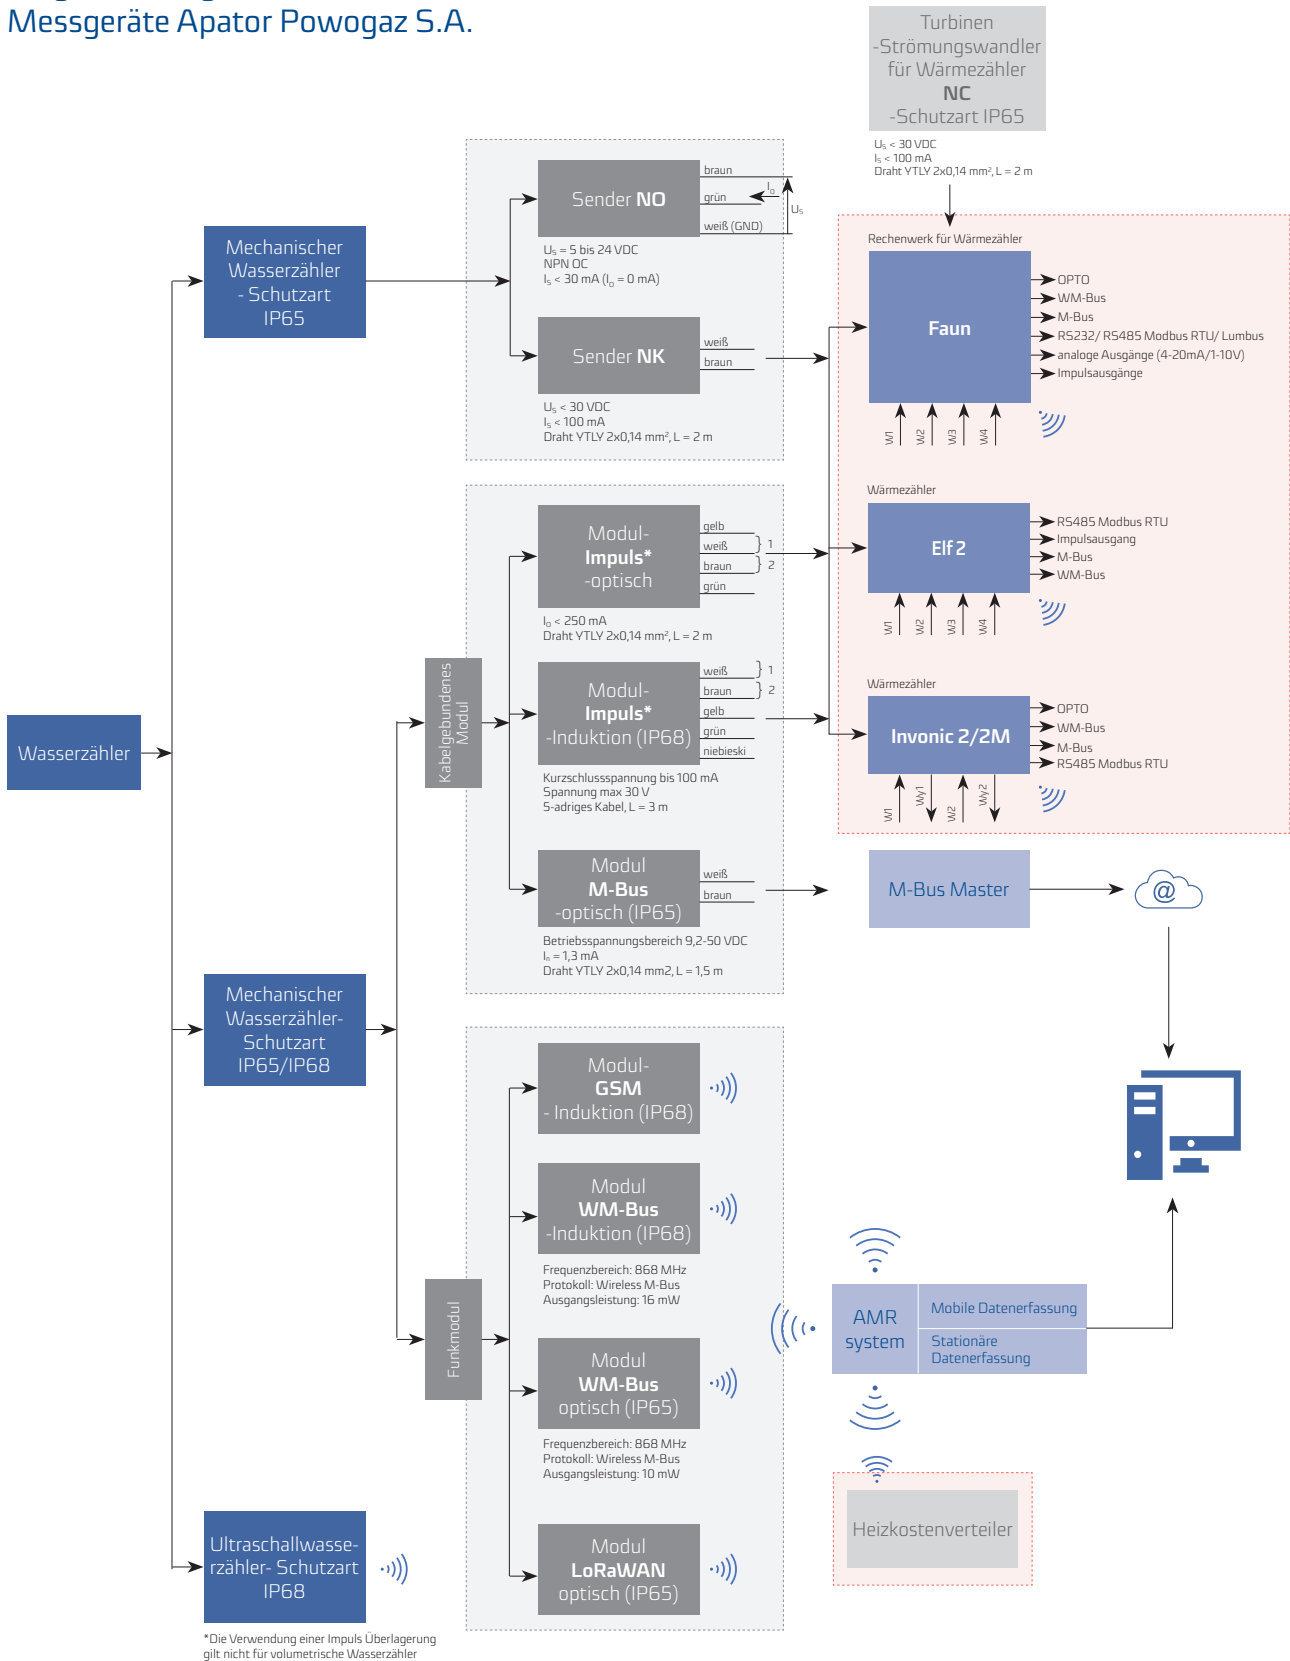 Messgeräte Apator Powogaz S.A.
Turbinen
-Strömungswandler
für Wärmezähler
NC
-Schutzart IP65
U₅ < 30 VDC
I₅ < 100 mA
Draht YTLY 2x0,14 mm², L = 2 m
Sender NO
braun
grün
weiß (GND)
I₀
U₅
U₅ = 5 bis 24 VDC
NPN OC
I₅ < 30 mA (I₀ = 0 mA)
Mechanischer
Wasserzähler
- Schutzart
IP65
Sender NK
weiß
braun
U₅ < 30 VDC
I₅ < 100 mA
Draht YTLY 2x0,14 mm², L = 2 m
Rechenwerk für Wärmezähler
Faun
OPTO
WM-Bus
M-Bus
RS232/ RS485 Modbus RTU/ Lumbus
analoge Ausgänge (4-20mA/1-10V)
Impulsausgänge
W1
W2
W3
W4
Modul-
Impuls*
-optisch
gelb
weiß
braun
grün
1
2
I₀ < 250 mA
Draht YTLY 2x0,14 mm², L = 2 m
Wärmezähler
Elf 2
RS485 Modbus RTU
Impulsausgang
M-Bus
WM-Bus
W1
W2
W3
W4
Kabelgebundenes
Modul
Modul-
Impuls*
-Induktion (IP68)
weiß
braun
gelb
grün
niebieski
1
2
Kurzschlussspannung bis 100 mA
Spannung max 30 V
5-adriges Kabel, L = 3 m
Wärmezähler
Invonic 2/2M
OPTO
WM-Bus
M-Bus
RS485 Modbus RTU
W1
Wy1
W2
Wy2
Wasserzähler
Modul
M-Bus
-optisch (IP65)
weiß
braun
Betriebsspannungsbereich 9,2-50 VDC
I₀ = 1,3 mA
Draht YTLY 2x0,14 mm2, L = 1,5 m
M-Bus Master
@
Mechanischer
Wasserzähler-
Schutzart
IP65/IP68
Modul-
GSM
- Induktion (IP68)
Modul
WM-Bus
-Induktion (IP68)
Frequenzbereich: 868 MHz
Protokoll: Wireless M-Bus
Ausgangsleistung: 16 mW
Funkmodul
AMR
system
Mobile Datenerfassung
Stationäre
Datenerfassung
Modul
WM-Bus
optisch (IP65)
Frequenzbereich: 868 MHz
Protokoll: Wireless M-Bus
Ausgangsleistung: 10 mW
Heizkostenverteiler
Ultraschallwasse-
rzähler- Schutzart
IP68
Modul
LoRaWAN
optisch (IP65)
*Die Verwendung einer Impuls Überlagerung
gilt nicht für volumetrische Wasserzähler